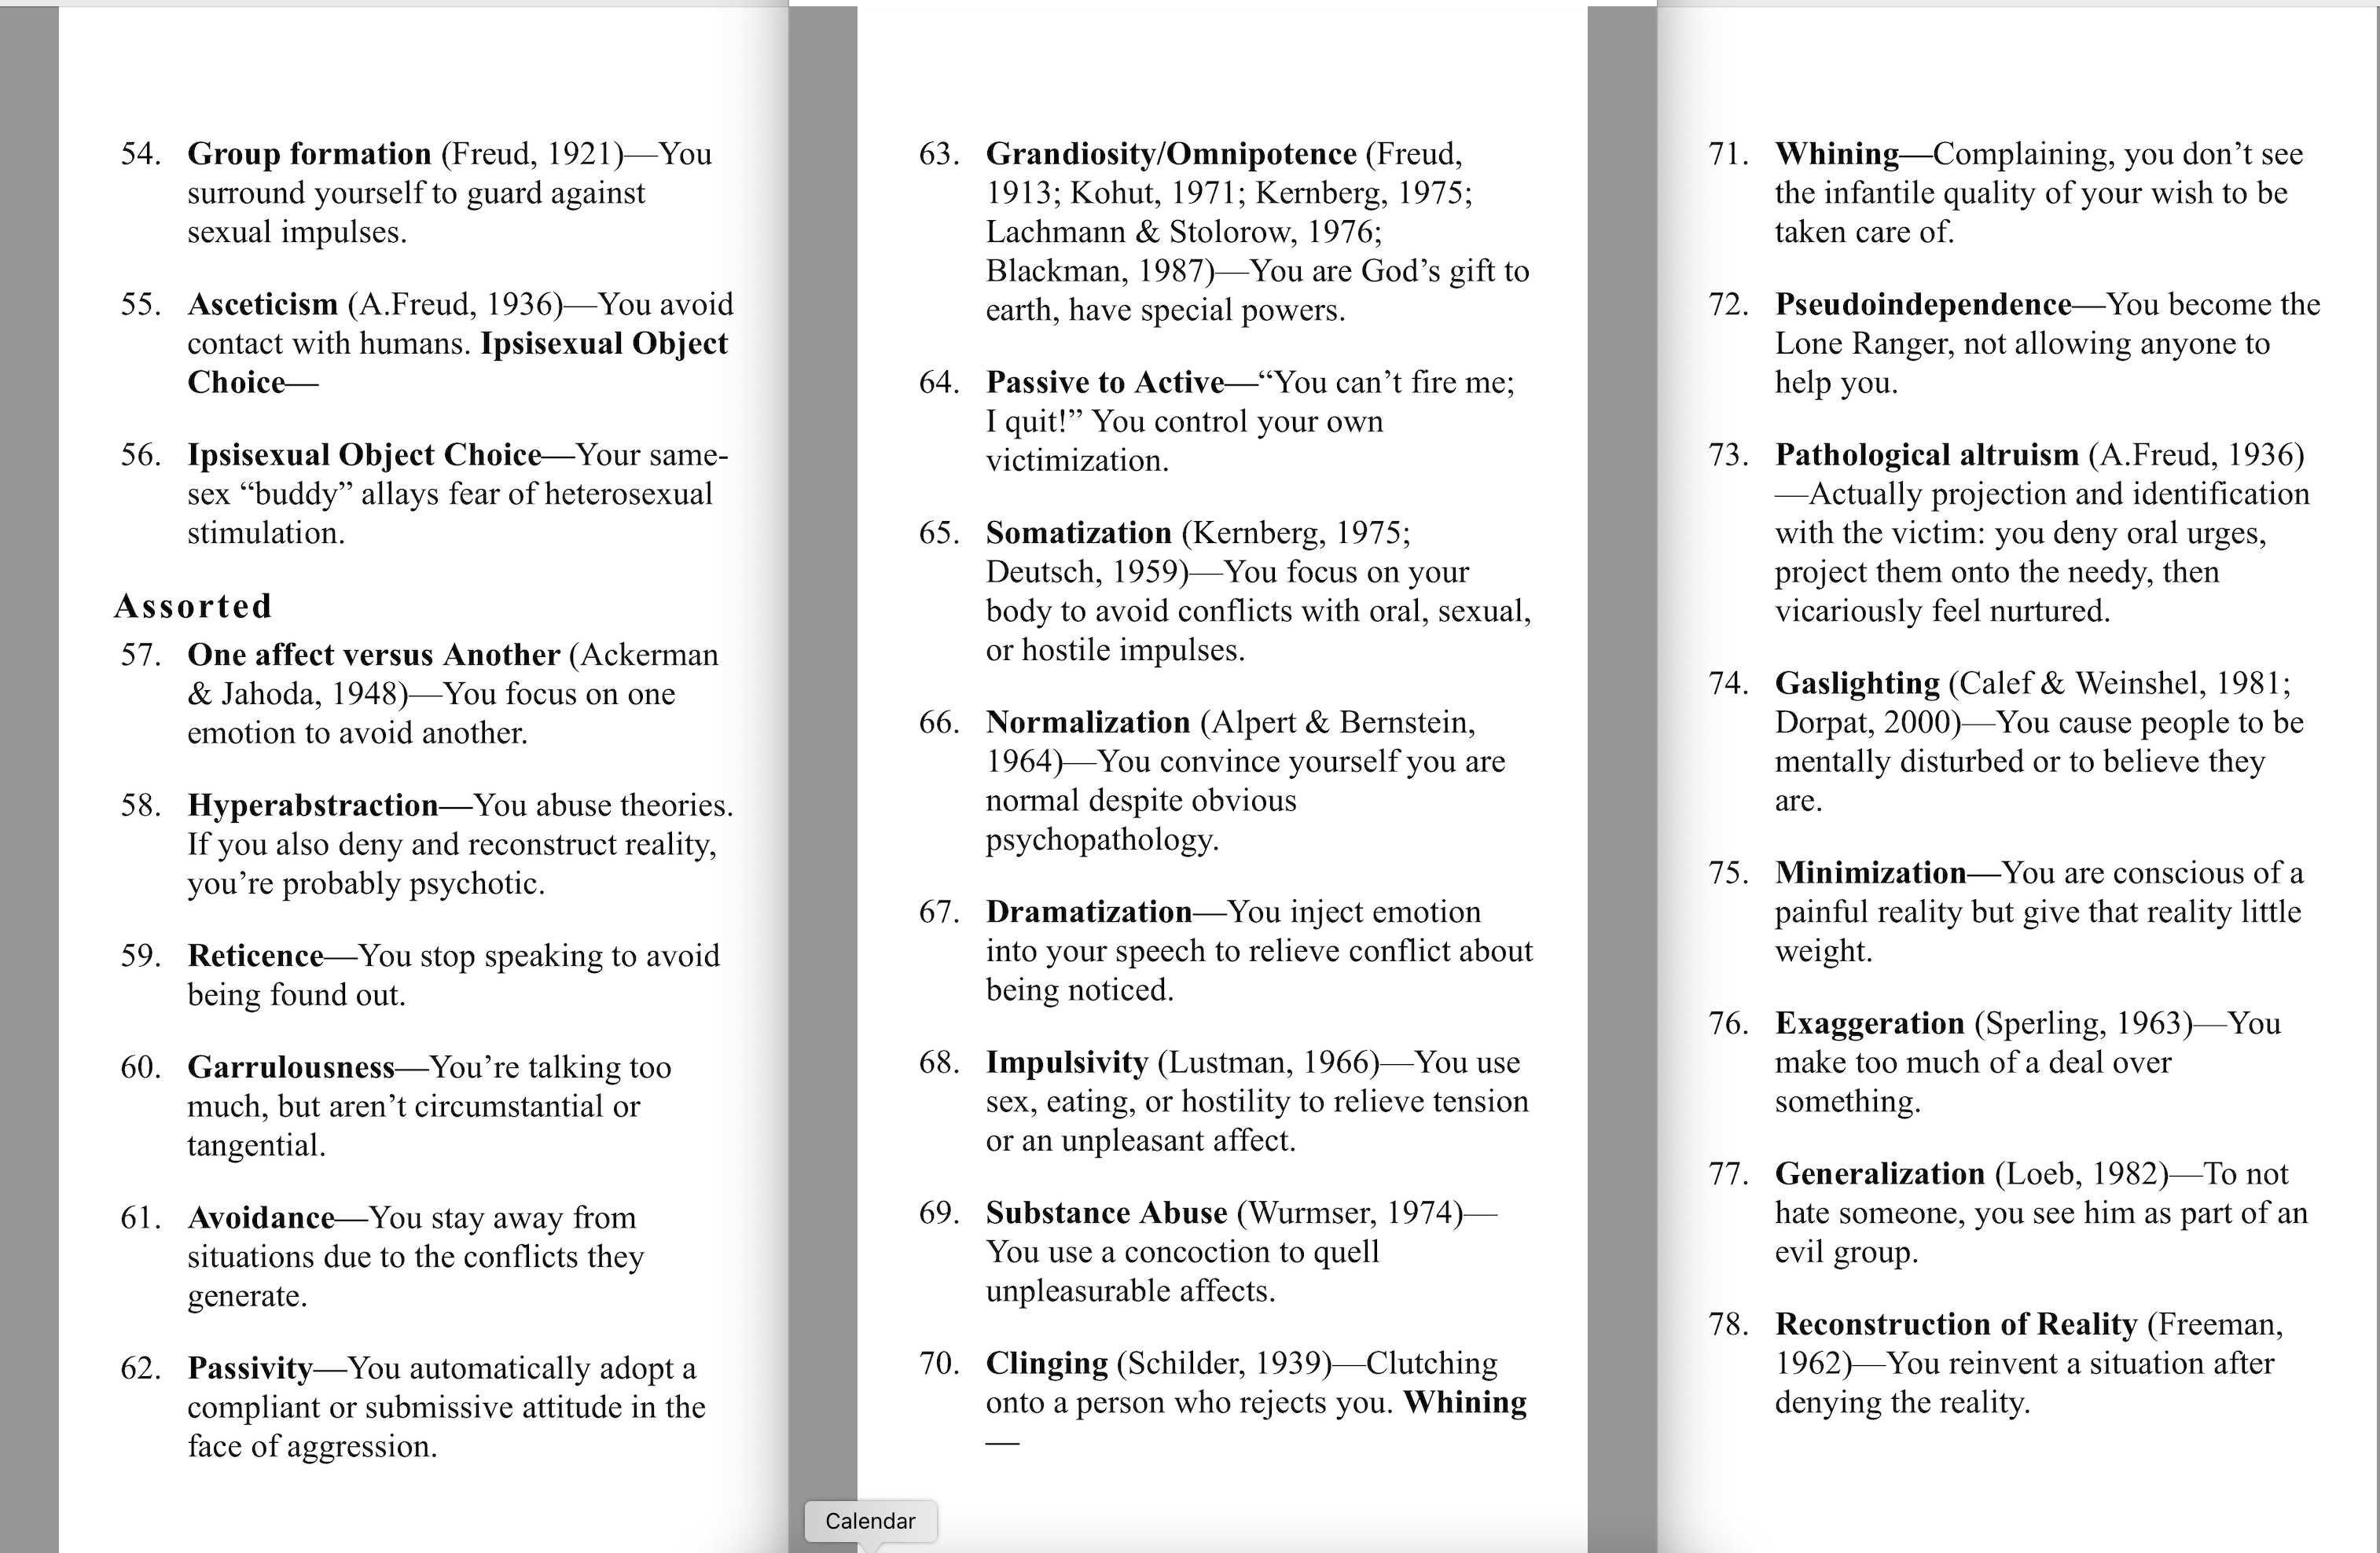 54. Group formation (Freud, 1921)—You
surround yourself to guard against
sexual impulses.
55. Asceticism (A.Freud, 1936)—You avoid
contact with humans. Ipsisexual Object
Choice—
56. Ipsisexual Object Choice—Your same-
sex “buddy” allays fear of heterosexual
stimulation.
Assorted
57. One affect versus Another (Ackerman
& Jahoda, 1948)—You focus on one
emotion to avoid another.
58. Hyperabstraction—You abuse theories.
If you also deny and reconstruct reality,
you’re probably psychotic.
59. Reticence—You stop speaking to avoid
being found out.
60. Garrulousness—You’re talking too
much, but aren’t circumstantial or
tangential.
61. Avoidance—You stay away from
situations due to the conflicts they
generate.
62. Passivity—You automatically adopt a
compliant or submissive attitude in the
face of aggression.
63. Grandiosity/Omnipotence (Freud,
1913; Kohut, 1971; Kernberg, 1975;
Lachmann & Stolorow, 1976;
Blackman, 1987)—You are God’s gift to
earth, have special powers.
64. Passive to Active—“You can’t fire me;
I quit!” You control your own
victimization.
65. Somatization (Kernberg, 1975;
Deutsch, 1959)—You focus on your
body to avoid conflicts with oral, sexual,
or hostile impulses.
66. Normalization (Alpert & Bernstein,
1964)—You convince yourself you are
normal despite obvious
psychopathology.
67. Dramatization—You inject emotion
into your speech to relieve conflict about
being noticed.
68. Impulsivity (Lustman, 1966)—You use
sex, eating, or hostility to relieve tension
or an unpleasant affect.
69. Substance Abuse (Wurmser, 1974)—
You use a concoction to quell
unpleasurable affects.
70. Clinging (Schilder, 1939)—Clutching
onto a person who rejects you. Whining
—
71. Whining—Complaining, you don’t see
the infantile quality of your wish to be
taken care of.
72. Pseudoindependence—You become the
Lone Ranger, not allowing anyone to
help you.
73. Pathological altruism (A.Freud, 1936)
—Actually projection and identification
with the victim: you deny oral urges,
project them onto the needy, then
vicariously feel nurtured.
74. Gaslighting (Calef & Weinshel, 1981;
Dorpat, 2000)—You cause people to be
mentally disturbed or to believe they
are.
75. Minimization—You are conscious of a
painful reality but give that reality little
weight.
76. Exaggeration (Sperling, 1963)—You
make too much of a deal over
something.
77. Generalization (Loeb, 1982)—To not
hate someone, you see him as part of an
evil group.
78. Reconstruction of Reality (Freeman,
1962)—You reinvent a situation after
denying the reality.
Calendar